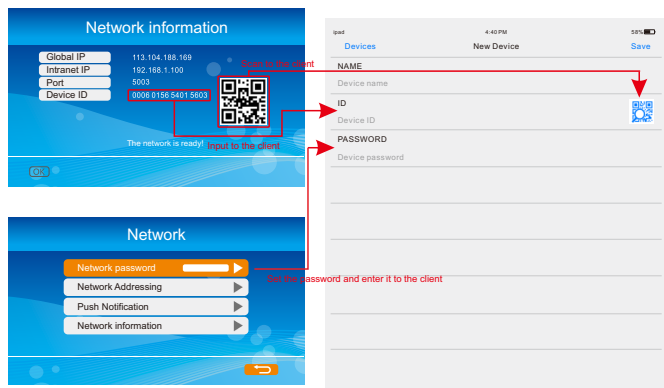 Network information
Global IP 113.104.188.169
Intranet IP 192.168.1.100
Port 5003
Device ID 0006 0156 5401 5603
The network is ready!
OK
Scan to the client
Input to the client
Network
Network password
Network Addressing
Push Notification
Network information
password and enter it to the client
ipad 4:40 PM 58%
Devices New Device Save
NAME
Device name
ID
Device ID
PASSWORD
Device password